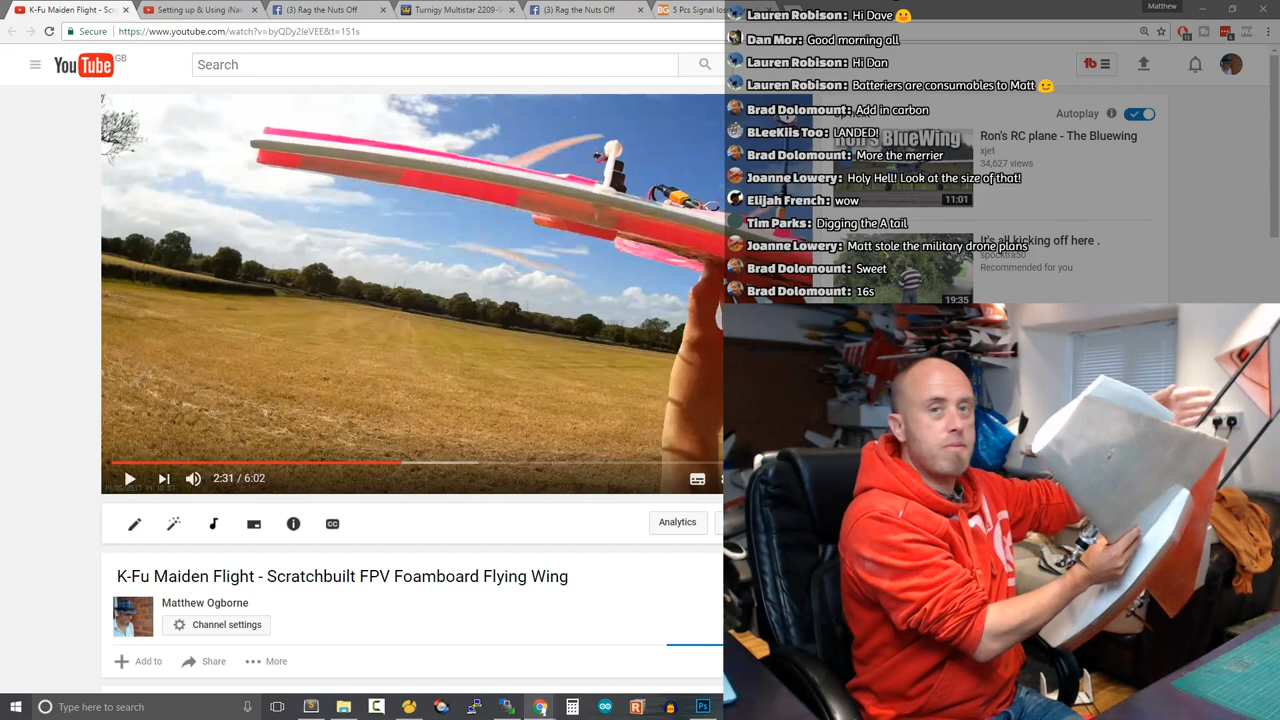 K-Fu Maiden Flight - Scr
Setting up & Using iNav
(3) Rag the Nuts Off
Turnigy Multistar 2209-9
(3) Rag the Nuts Off
5 Pcs Signal los
Matthew
Secure
https://www.youtube.com/watch?v=byQDy2IeVEE&t=151s
YouTube GB
Search
Lauren Robison: Hi Dave
Dan Mor: Good morning all
Lauren Robison: Hi Dan
Lauren Robison: Batteriers are consumables to Matt
Brad Dolomount: Add in carbon
BLeeKiis Too: LANDED!
Brad Dolomount: More the merrier
Joanne Lowery: Holy Hell! Look at the size of that!
Elijah French: wow
Tim Parks: Digging the A tail
Joanne Lowery: Matt stole the military drone plans
Brad Dolomount: Sweet
Brad Dolomount: 16s
Autoplay
Ron's RC plane - The Bluewing
xjet
34,627 views
11:01
It's all kicking off here .
Recommended for you
19:35
2:31 / 6:02
CC
Analytics
K-Fu Maiden Flight - Scratchbuilt FPV Foamboard Flying Wing
Matthew Ogborne
Channel settings
Add to
Share
More
Type here to search
Ps